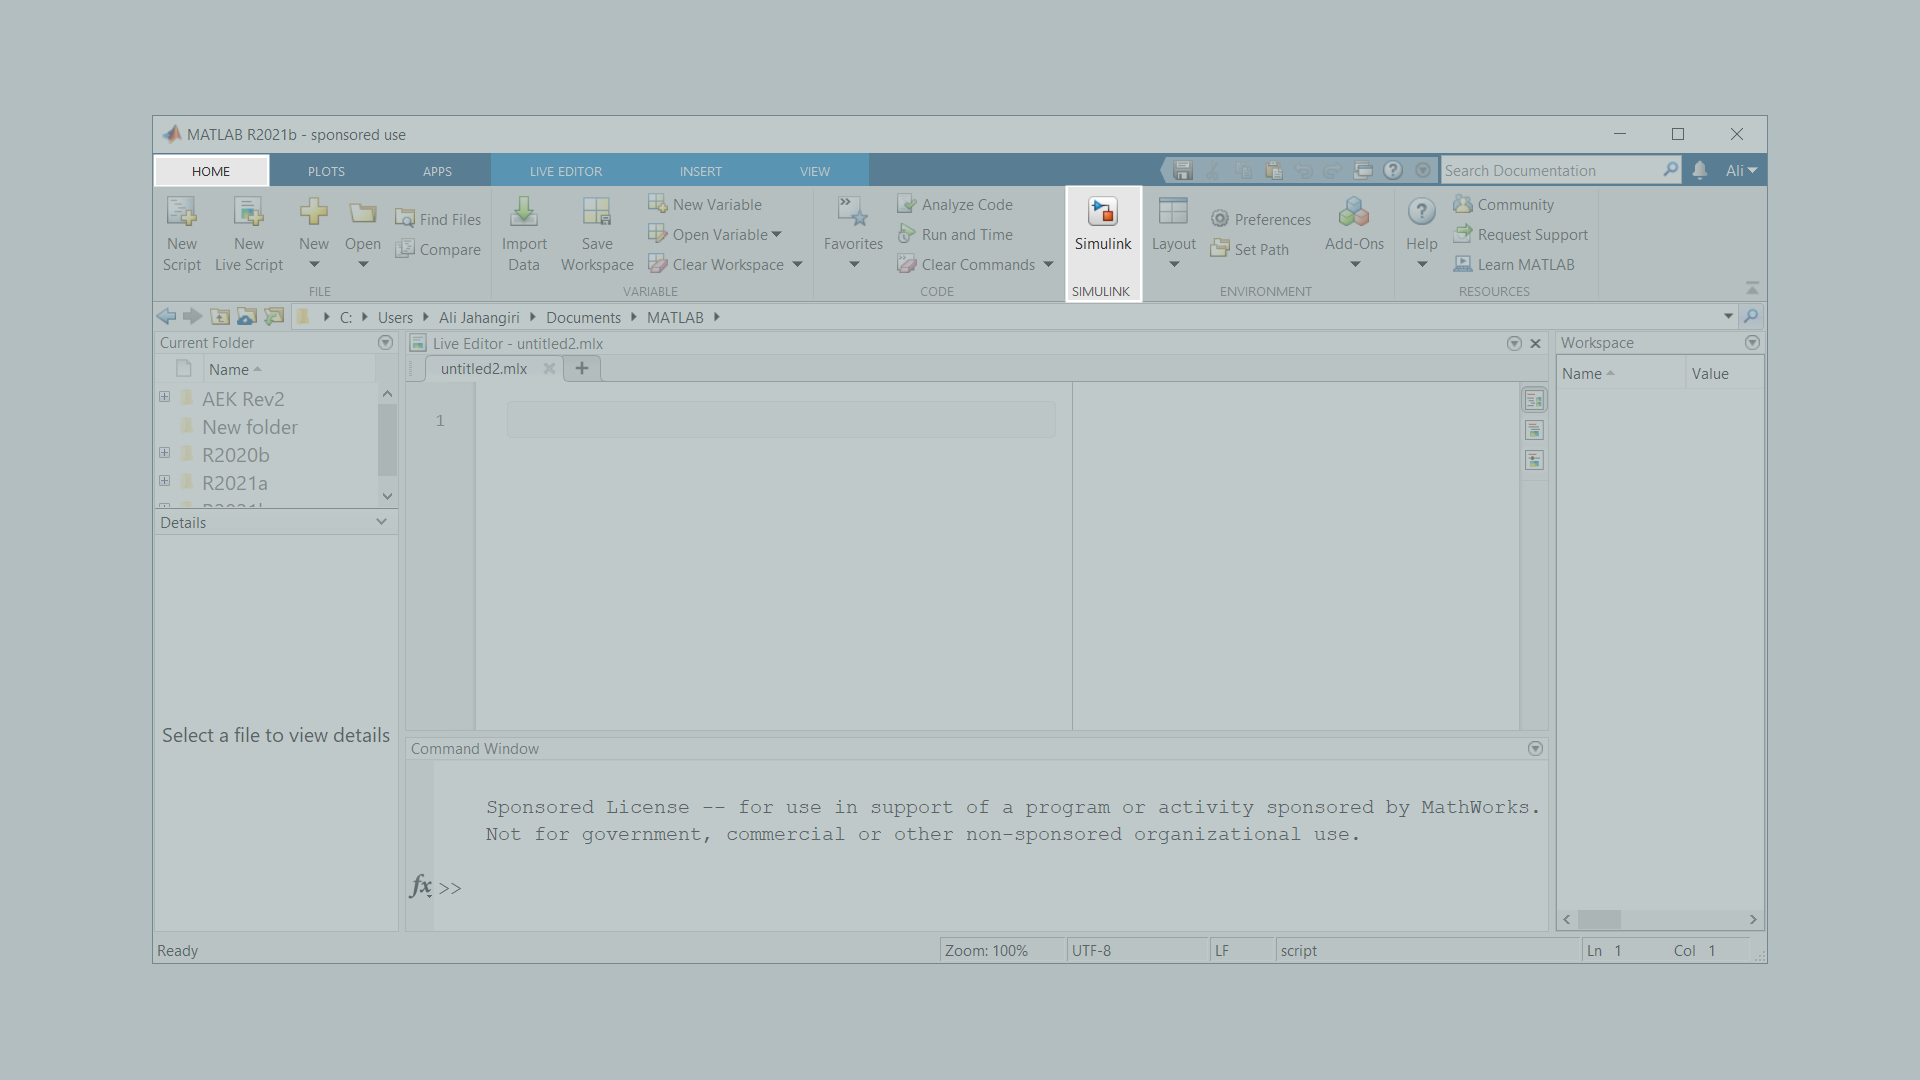 MATLAB R2021b - sponsored use
HOME PLOTS APPS LIVE EDITOR INSERT VIEW Search Documentation Ali
New Script
New Live Script
New
Open
Find Files
Compare
FILE
Import Data
Save Workspace
New Variable
Open Variable
Clear Workspace
VARIABLE
Favorites
Analyze Code
Run and Time
Clear Commands
CODE
Simulink
SIMULINK
Layout
Preferences
Set Path
Add-Ons
ENVIRONMENT
Help
Community
Request Support
Learn MATLAB
RESOURCES
C: Users Ali Jahangiri Documents MATLAB
Current Folder
Name
AEK Rev2
New folder
R2020b
R2021a
Details
Select a file to view details
Live Editor - untitled2.mlx
untitled2.mlx
1
Command Window
Sponsored License -- for use in support of a program or activity sponsored by MathWorks.
Not for government, commercial or other non-sponsored organizational use.
fx >>
Workspace
Name Value
Ready Zoom: 100% UTF-8 LF script Ln 1 Col 1